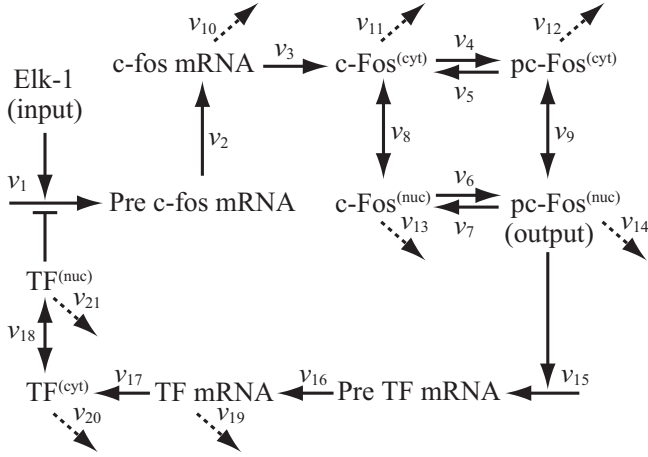 v10 v11 v12
c-fos mRNA v3 c-Fos(cyt) v4 pc-Fos(cyt)
v5
Elk-1
(input)
v2 v8 v9
v1 Pre c-fos mRNA c-Fos(nuc) v6 pc-Fos(nuc)
v13 v7 (output) v14
TF(nuc)
v21
v18
TF(cyt) v17 TF mRNA v16 Pre TF mRNA v15
v20 v19